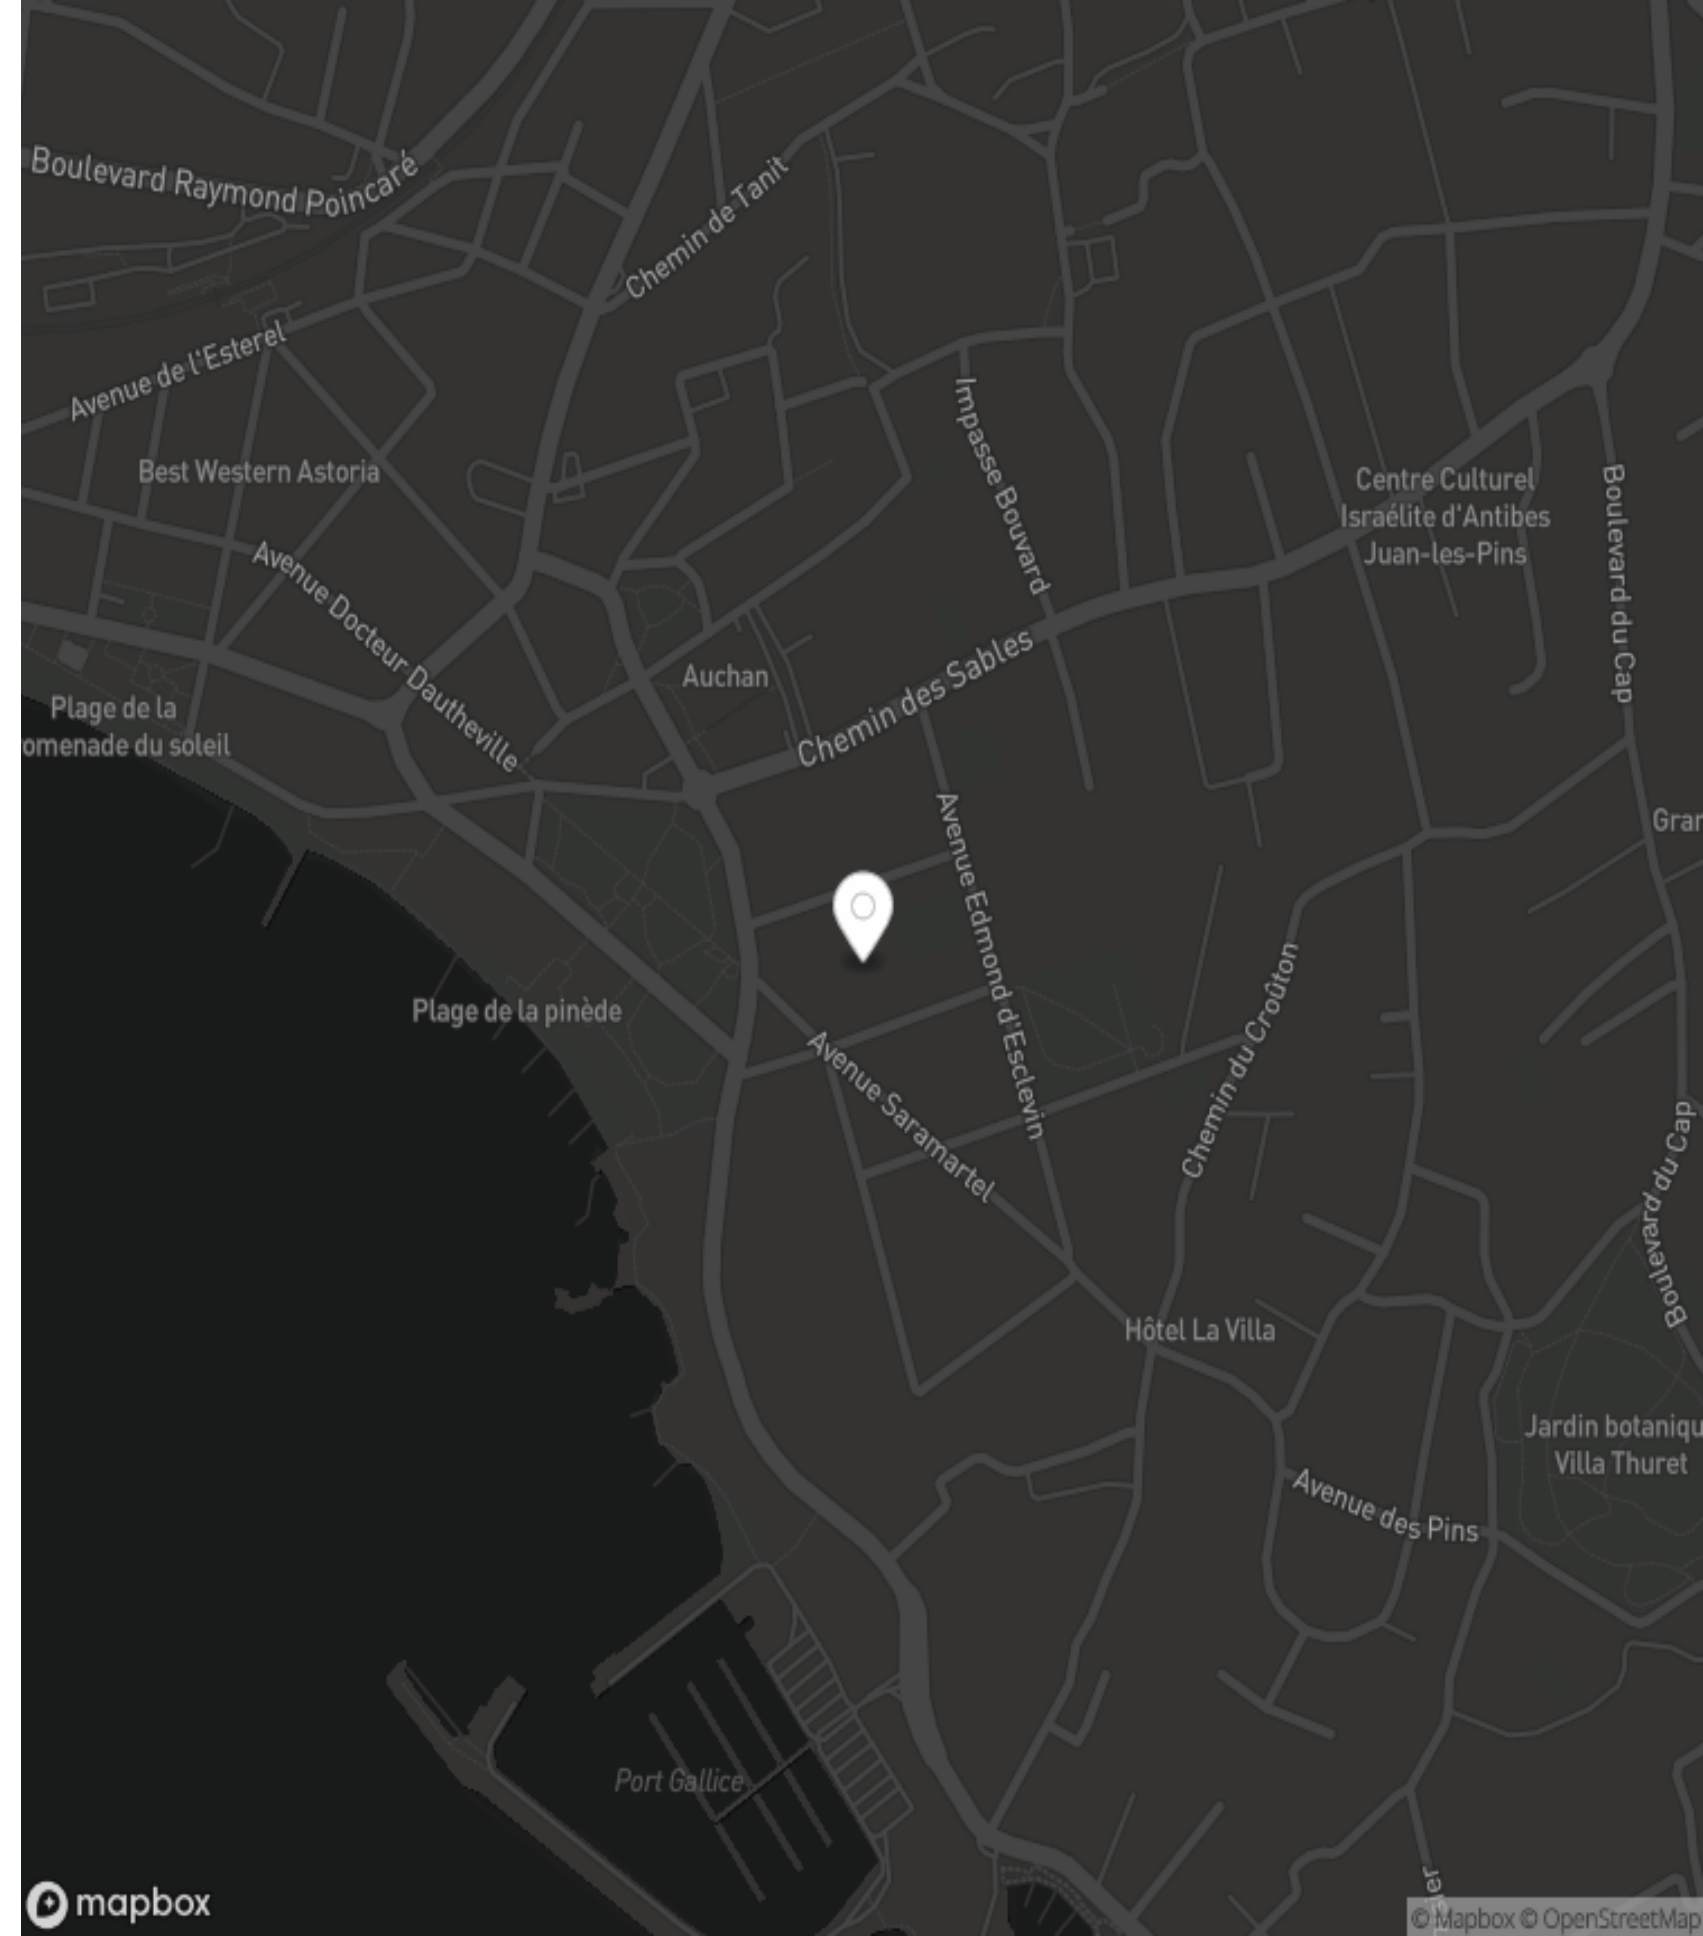 Boulevard Raymond Poincaré
Chemin de Tanit
Avenue de l'Esterel
Best Western Astoria
Impasse Bouvard
Centre Culturel
Israélite d'Antibes
Juan-les-Pins
Boulevard du Cap
Avenue Docteur Dautheville
Auchan
Chemin des Sables
Plage de la
omenade du soleil
Avenue Edmond d'Esclevin
Gran
Plage de la pinède
Chemin du Croûton
Avenue Saramartel
Boulevard du Cap
Hôtel La Villa
Jardin botaniqu
Villa Thuret
Avenue des Pins
Port Gallice
mapbox
© Mapbox © OpenStreetMap